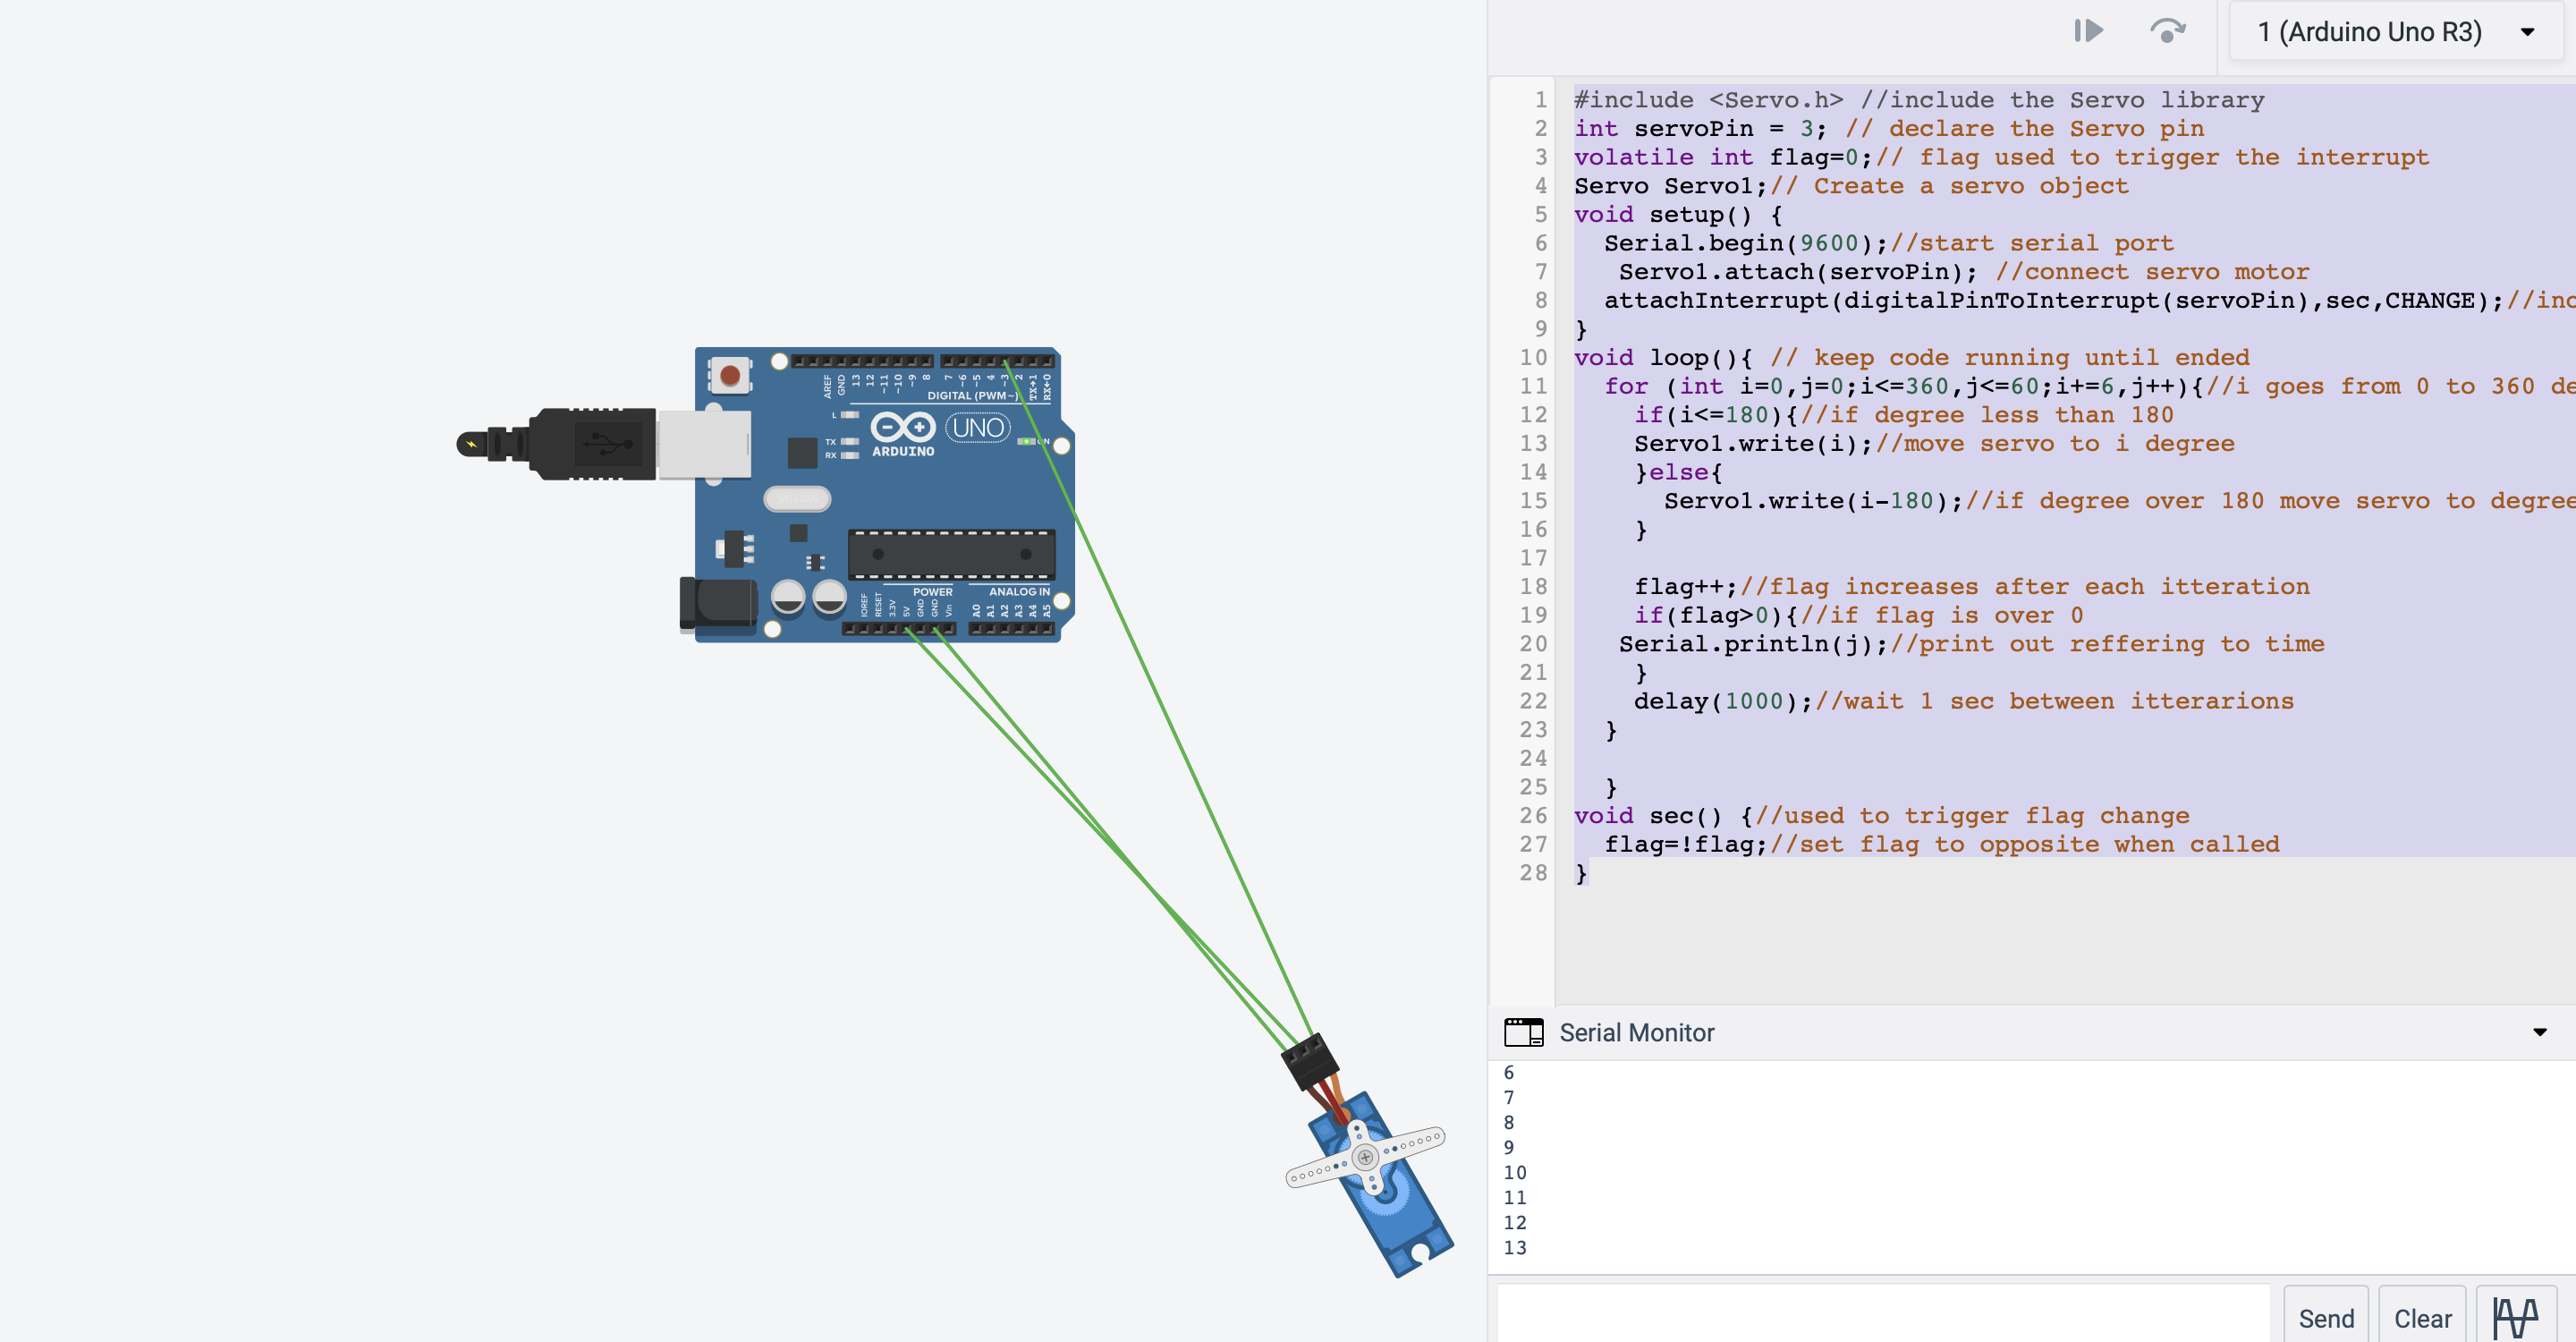 1 (Arduino Uno R3)
1 #include <Servo.h> //include the Servo library
2 int servoPin = 3; // declare the Servo pin
3 volatile int flag=0;// flag used to trigger the interrupt
4 Servo Servo1;// Create a servo object
5 void setup() {
6 Serial.begin(9600);//start serial port
7 Servo1.attach(servoPin); //connect servo motor
8 attachInterrupt(digitalPinToInterrupt(servoPin),sec,CHANGE);//inc
9 }
10 void loop(){ // keep code running until ended
11 for (int i=0,j=0;i<=360,j<=60;i+=6,j++){//i goes from 0 to 360 de
12 if(i<=180){//if degree less than 180
13 Servo1.write(i);//move servo to i degree
14 }else{
15 Servo1.write(i-180);//if degree over 180 move servo to degree
16 }
17
18 flag++;//flag increases after each itteration
19 if(flag>0){//if flag is over 0
20 Serial.println(j);//print out reffering to time
21 }
22 delay(1000);//wait 1 sec between itterarions
23 }
24
25 }
26 void sec() {//used to trigger flag change
27 flag=!flag;//set flag to opposite when called
28 }
Serial Monitor
6
7
8
9
10
11
12
13
Send Clear
AREF GND 13 12 ~11 ~10 ~9 8 7 ~6 ~5 4 ~3 2 TX→1 RX←0
DIGITAL (PWM~)
L
TX
RX
UNO
ON
ARDUINO
POWER ANALOG IN
IOREF RESET 3.3V 5V GND GND Vin A0 A1 A2 A3 A4 A5